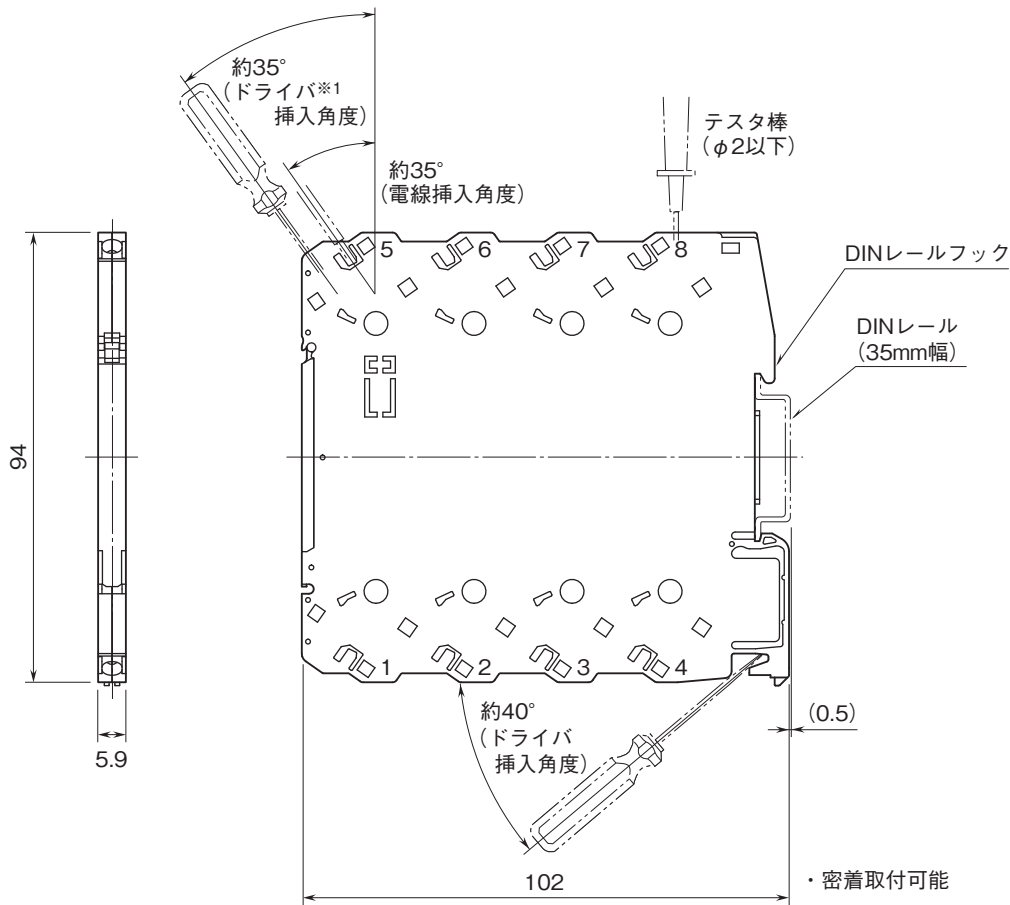 約35°
（ドライバ※1
挿入角度）
約35°
（電線挿入角度）
テスタ棒
（φ2以下）
DINレールフック
DINレール
（35mm幅）
5
6
7
8
94
5.9
1
2
3
4
約40°
（ドライバ
挿入角度）
（0.5）
102
・密着取付可能